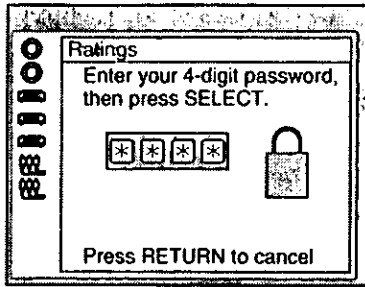 Ratings
Enter your 4-digit password,
then press SELECT.
* * * *
Press RETURN to cancel